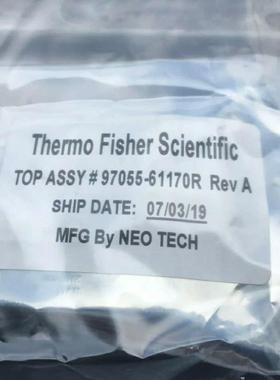 Thermo Fisher Scientific
TOP ASSY # 97055-61170R Rev A
SHIP DATE: 07/03/19
MFG By NEO TECH